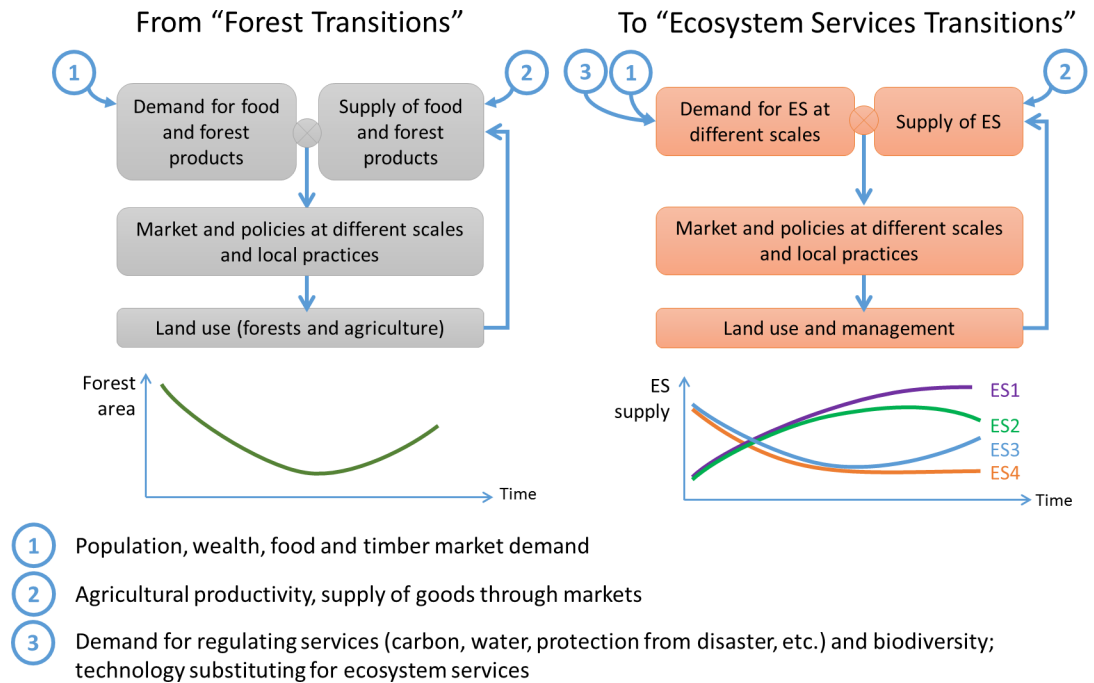 From “Forest Transitions”
1
2
Demand for food
and forest
products
Supply of food
and forest
products
Market and policies at different scales
and local practices
Land use (forests and agriculture)
Forest
area
Time
To “Ecosystem Services Transitions”
3
1
2
Demand for ES at
different scales
Supply of ES
Market and policies at different scales
and local practices
Land use and management
ES
supply
ES1
ES2
ES3
ES4
Time
1 Population, wealth, food and timber market demand
2 Agricultural productivity, supply of goods through markets
3 Demand for regulating services (carbon, water, protection from disaster, etc.) and biodiversity;
technology substituting for ecosystem services